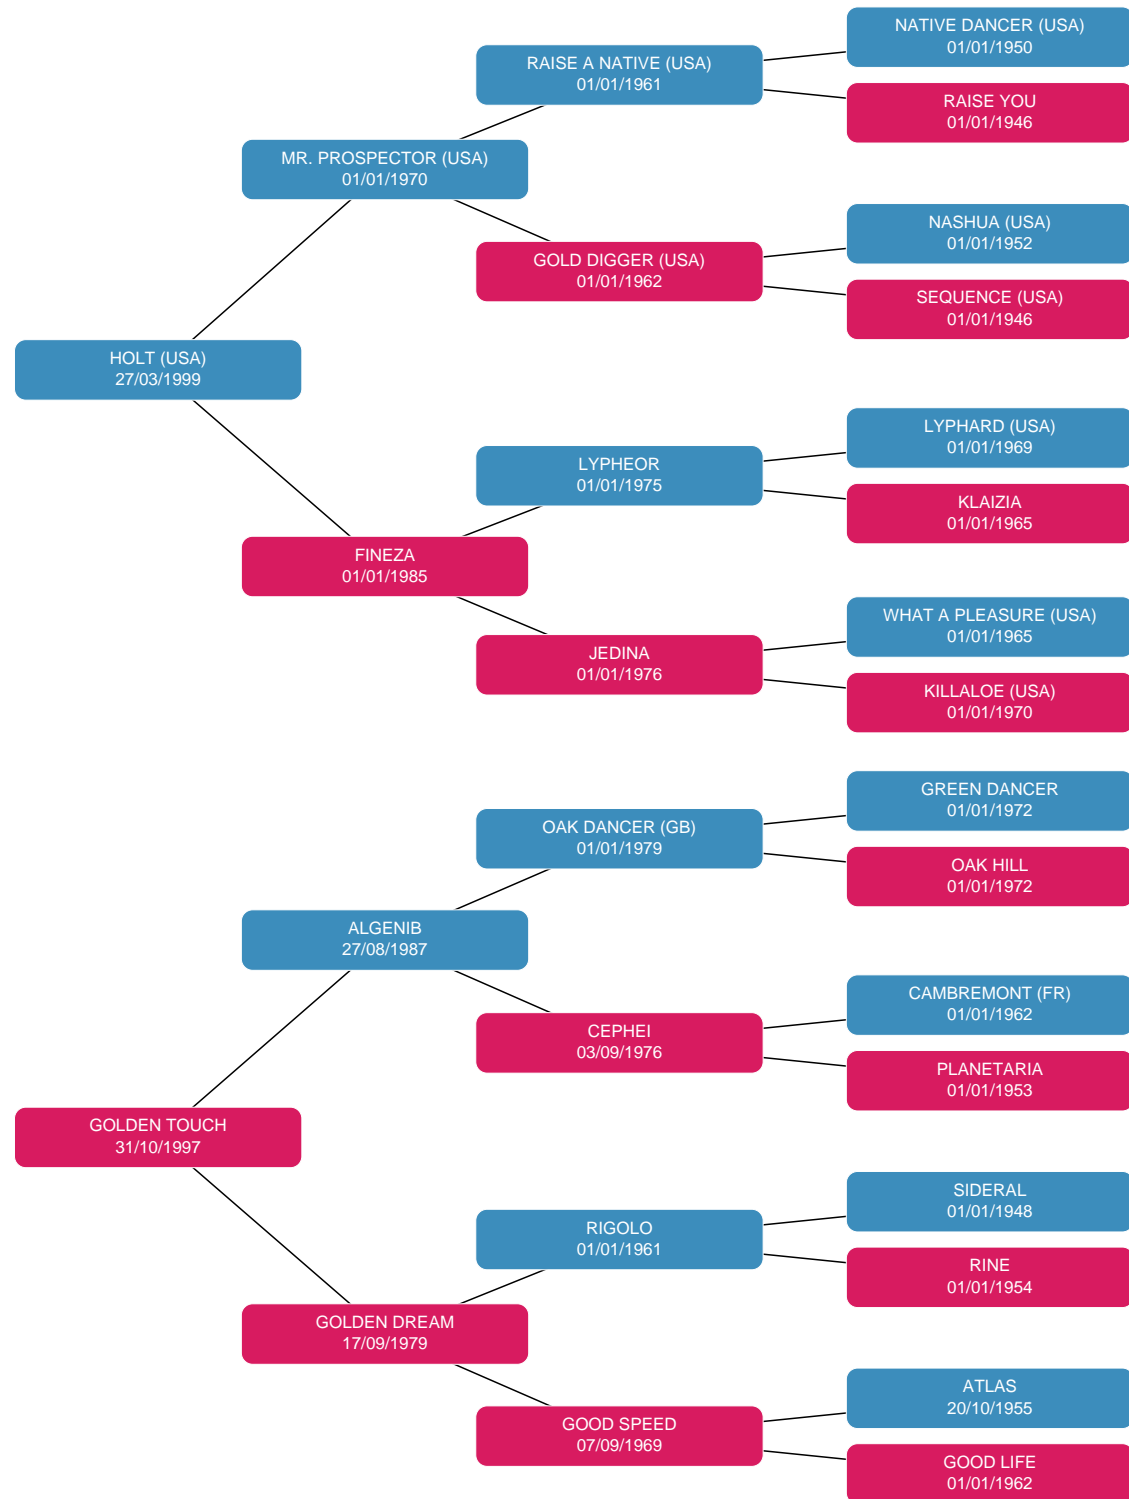 NATIVE DANCER (USA)
01/01/1950
RAISE A NATIVE (USA)
01/01/1961
RAISE YOU
01/01/1946
MR. PROSPECTOR (USA)
01/01/1970
NASHUA (USA)
01/01/1952
GOLD DIGGER (USA)
01/01/1962
SEQUENCE (USA)
01/01/1946
HOLT (USA)
27/03/1999
LYPHARD (USA)
01/01/1969
LYPHEOR
01/01/1975
KLAIZIA
01/01/1965
FINEZA
01/01/1985
WHAT A PLEASURE (USA)
01/01/1965
JEDINA
01/01/1976
KILLALOE (USA)
01/01/1970
GREEN DANCER
01/01/1972
OAK DANCER (GB)
01/01/1979
OAK HILL
01/01/1972
ALGENIB
27/08/1987
CAMBREMONT (FR)
01/01/1962
CEPHEI
03/09/1976
PLANETARIA
01/01/1953
GOLDEN TOUCH
31/10/1997
SIDERAL
01/01/1948
RIGOLO
01/01/1961
RINE
01/01/1954
GOLDEN DREAM
17/09/1979
ATLAS
20/10/1955
GOOD SPEED
07/09/1969
GOOD LIFE
01/01/1962